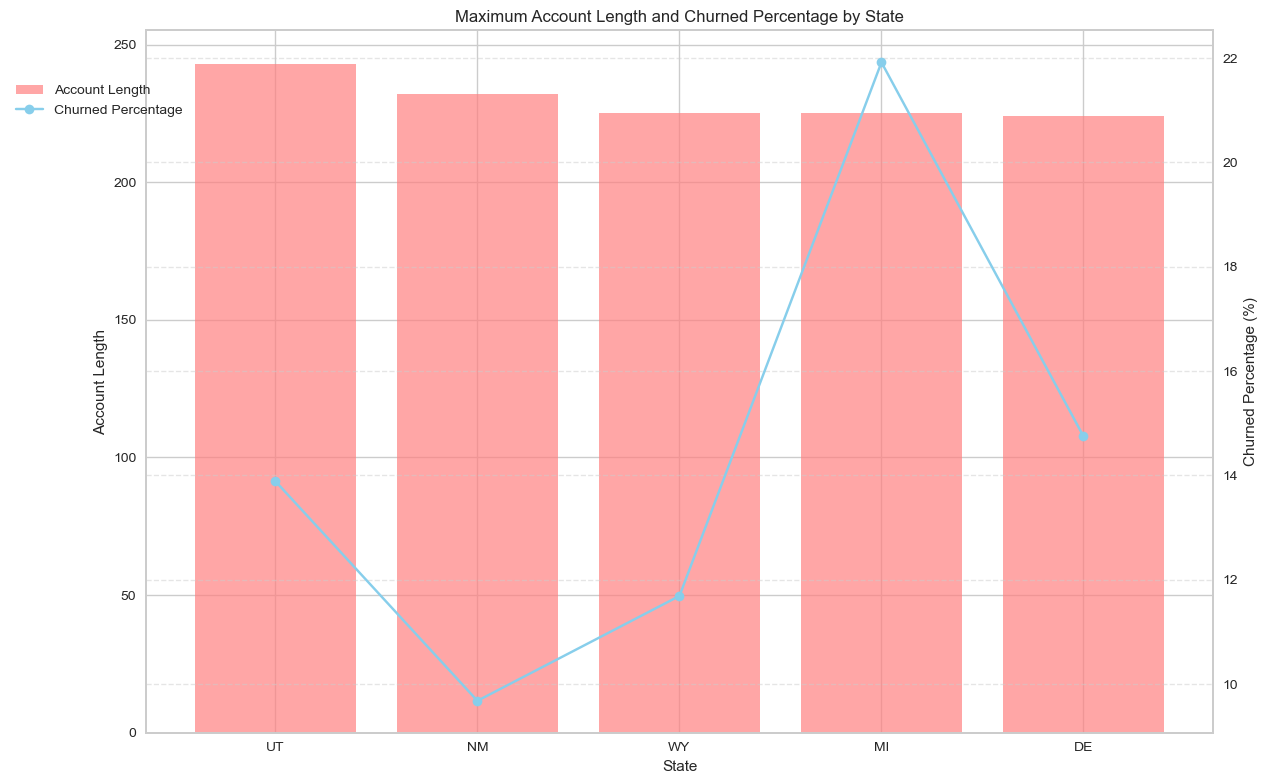 Maximum Account Length and Churned Percentage by State
Account Length
Churned Percentage
250
200
150
100
50
0
Account Length
22
20
18
16
14
12
10
Churned Percentage (%)
UT NM WY MI DE
State